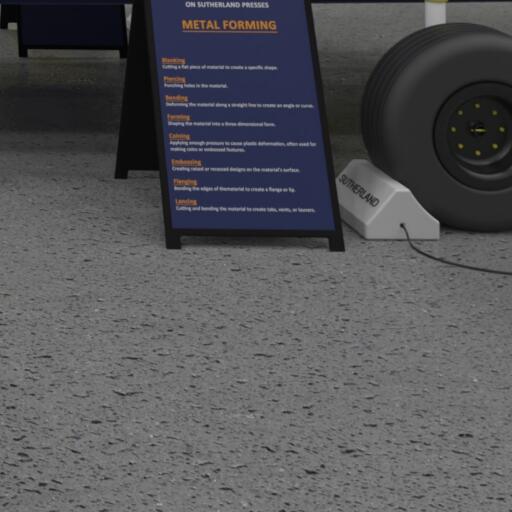 ON SUTHERLAND PRESSES
METAL FORMING
Blanking
Cutting a flat piece of material to create a specific shape.
Piercing
Punching holes in the material.
Bending
Deforming the material along a straight line to create an angle or curve.
Forming
Shaping the material into a three-dimensional form.
Coining
Applying enough pressure to cause plastic deformation, often used for
making coins or embossed features.
Embossing
Creating raised or recessed designs on the material's surface.
Flanging
Bending the edges of thematerial to create a flange or lip.
Lancing
Cutting and bending the material to create tabs, vents, or louvers.
SUTHERLAND